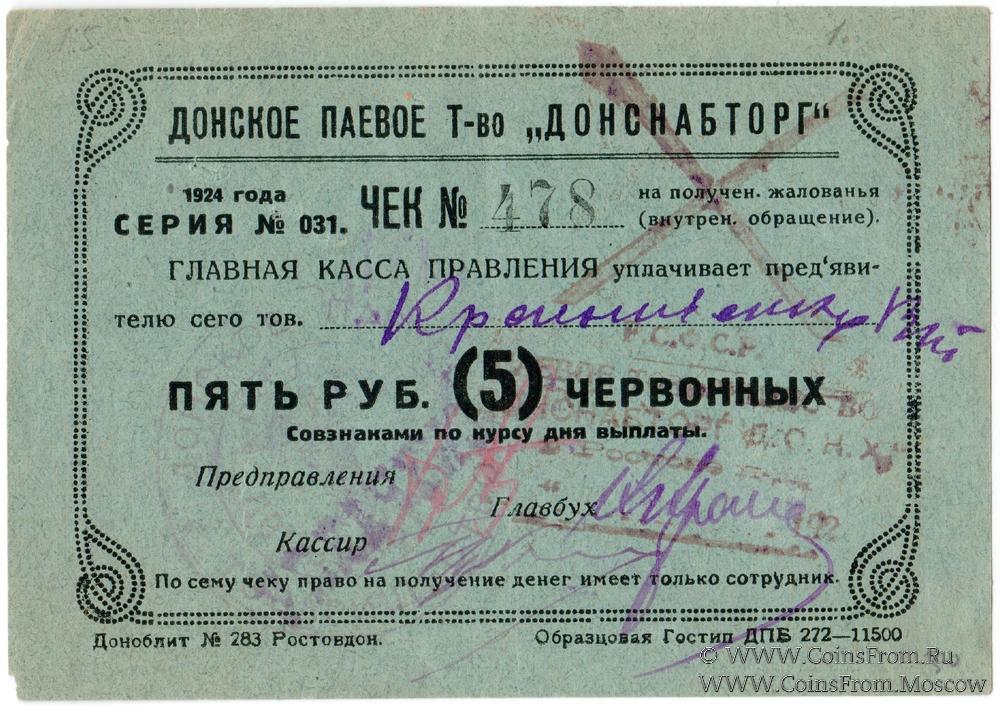 ДОНСКОЕ ПАЕВОЕ Т-во „ДОНСНАБТОРГ“
1924 года
СЕРИЯ № 031.
ЧЕК № 478
на получен. жалованья
(внутрен. обращение).
ГЛАВНАЯ КАССА ПРАВЛЕНИЯ уплачивает пред'яви-
телю сего тов.
Р.С.Ф.С.Р.
ПЯТЬ РУБ. (5) ЧЕРВОННЫХ
Совзнаками по курсу дня выплаты.
В.С.Н.Х.
Предправления
Главбух
Кассир
По сему чеку право на получение денег имеет только сотрудник.
Доноблит № 283 Ростовдон.
Образцовая Гостип ДПБ 272—11500
© WWW.CoinsFrom.Ru
WWW.CoinsFrom.Moscow